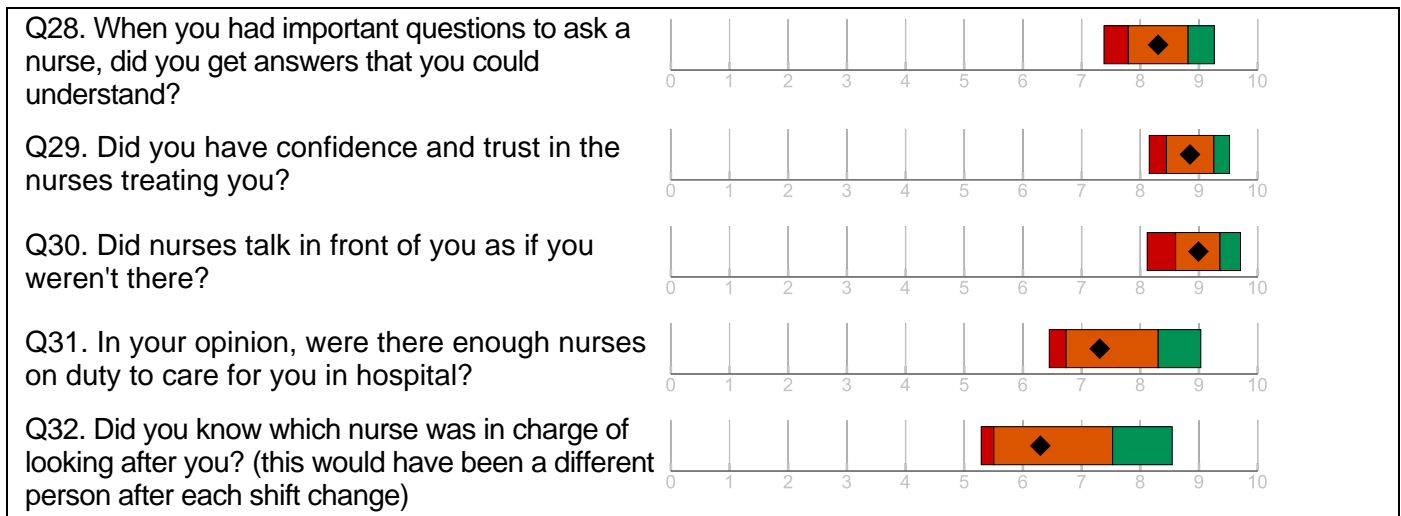 Q28. When you had important questions to ask a
nurse, did you get answers that you could
understand?
0 1 2 3 4 5 6 7 8 9 10
Q29. Did you have confidence and trust in the
nurses treating you?
0 1 2 3 4 5 6 7 8 9 10
Q30. Did nurses talk in front of you as if you
weren't there?
0 1 2 3 4 5 6 7 8 9 10
Q31. In your opinion, were there enough nurses
on duty to care for you in hospital?
0 1 2 3 4 5 6 7 8 9 10
Q32. Did you know which nurse was in charge of
looking after you? (this would have been a different
person after each shift change)
0 1 2 3 4 5 6 7 8 9 10